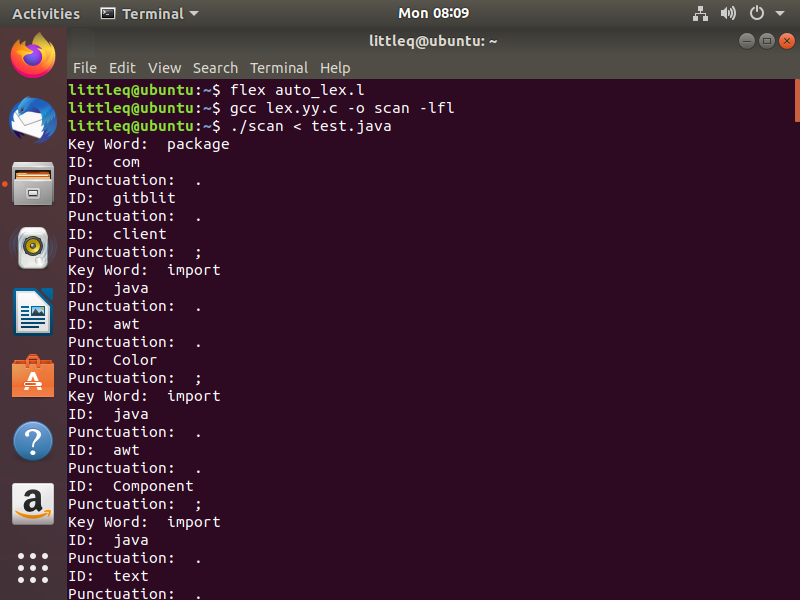 Activities Terminal Mon 08:09
littleq@ubuntu: ~
File Edit View Search Terminal Help
littleq@ubuntu:~$ flex auto_lex.l
littleq@ubuntu:~$ gcc lex.yy.c -o scan -lfl
littleq@ubuntu:~$ ./scan < test.java
Key Word:  package
ID:  com
Punctuation:  .
ID:  gitblit
Punctuation:  .
ID:  client
Punctuation:  ;
Key Word:  import
ID:  java
Punctuation:  .
ID:  awt
Punctuation:  .
ID:  Color
Punctuation:  ;
Key Word:  import
ID:  java
Punctuation:  .
ID:  awt
Punctuation:  .
ID:  Component
Punctuation:  ;
Key Word:  import
ID:  java
Punctuation:  .
ID:  text
Punctuation:  .